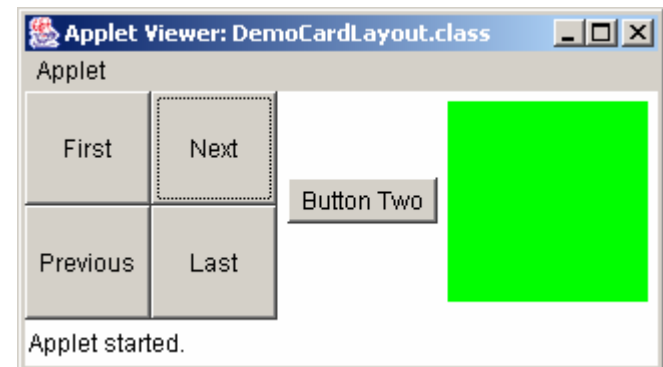 Applet Viewer: DemoCardLayout.class
Applet
First Next
Button Two
Previous Last
Applet started.